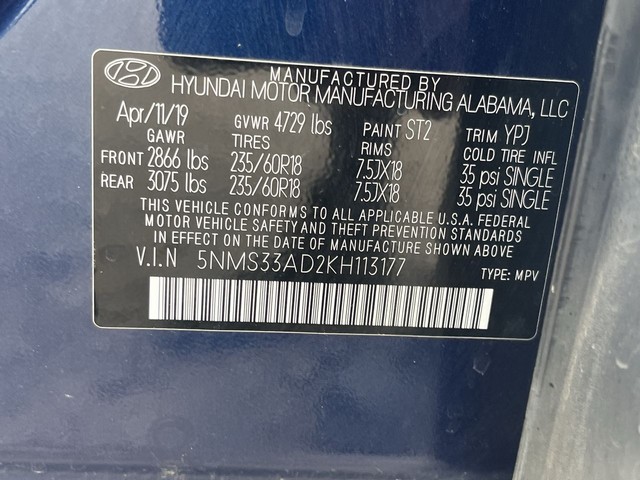 MANUFACTURED BY
HYUNDAI MOTOR MANUFACTURING ALABAMA, LLC
Apr/11/19 GVWR 4729 lbs PAINT ST2 TRIM YPJ
GAWR TIRES RIMS COLD TIRE INFL
FRONT 2866 lbs 235/60R18 7.5JX18 35 psi SINGLE
REAR 3075 lbs 235/60R18 7.5JX18 35 psi SINGLE
THIS VEHICLE CONFORMS TO ALL APPLICABLE U.S.A. FEDERAL
MOTOR VEHICLE SAFETY AND THEFT PREVENTION STANDARDS
IN EFFECT ON THE DATE OF MANUFACTURE SHOWN ABOVE
V.I.N 5NMS33AD2KH113177 TYPE: MPV